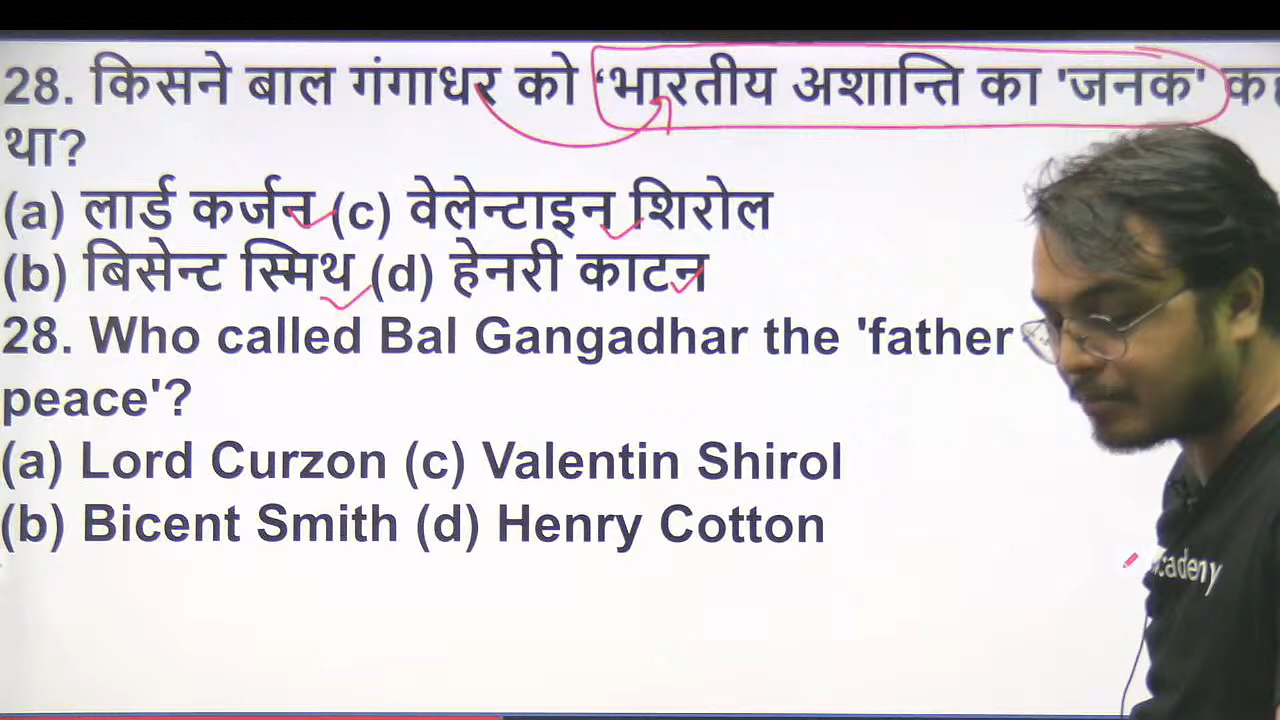 28. किसने बाल गंगाधर को ‘भारतीय अशान्ति का 'जनक'
था?
(a) लार्ड कर्जन (c) वेलेन्टाइन शिरोल
(b) बिसेन्ट स्मिथ (d) हेनरी काटन
28. Who called Bal Gangadhar the 'father
peace'?
(a) Lord Curzon (c) Valentin Shirol
(b) Bicent Smith (d) Henry Cotton